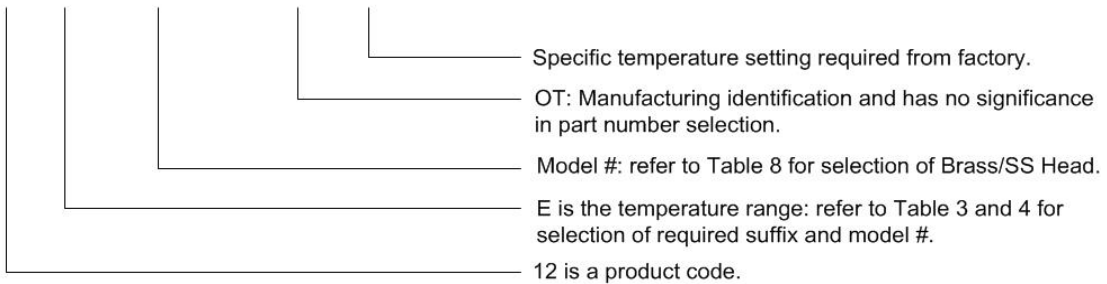 Specific temperature setting required from factory.
OT: Manufacturing identification and has no significance
in part number selection.
Model #: refer to Table 8 for selection of Brass/SS Head.
E is the temperature range: refer to Table 3 and 4 for
selection of required suffix and model #.
12 is a product code.